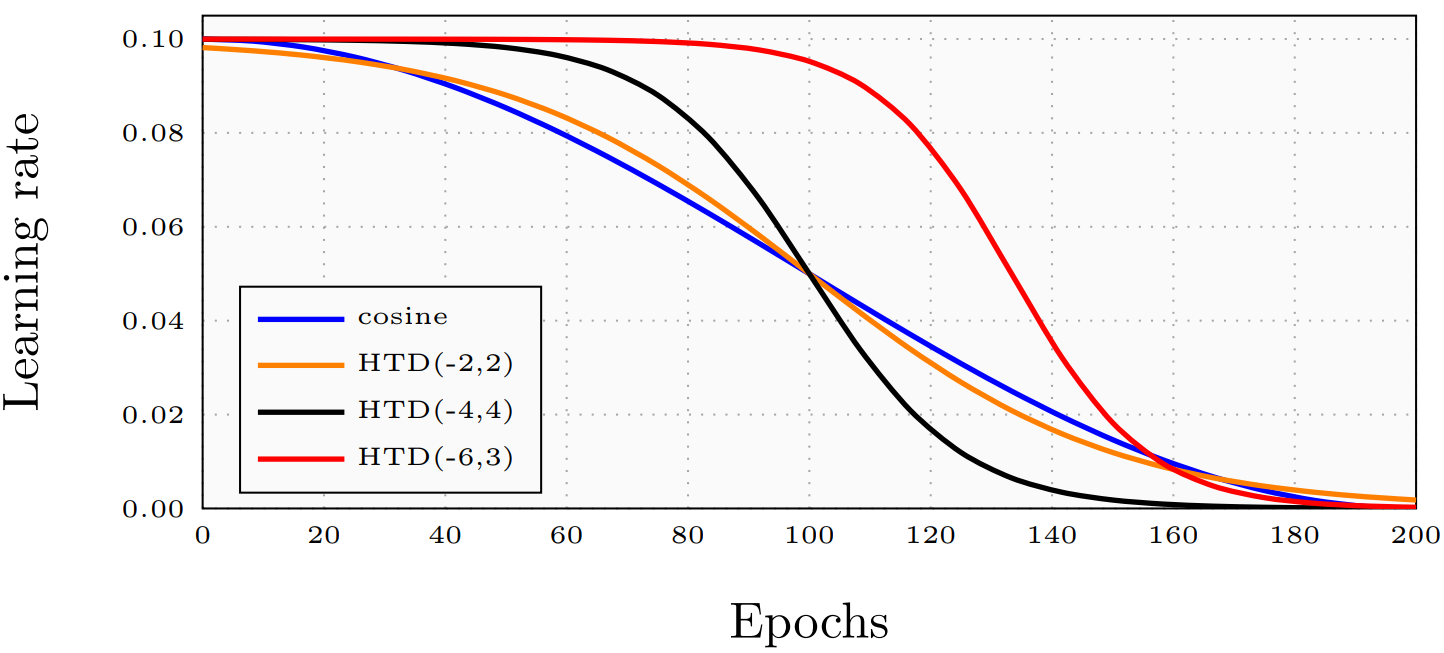 Learning rate
0.10
0.08
0.06
0.04
0.02
0.00
cosine
HTD(-2,2)
HTD(-4,4)
HTD(-6,3)
0 20 40 60 80 100 120 140 160 180 200
Epochs